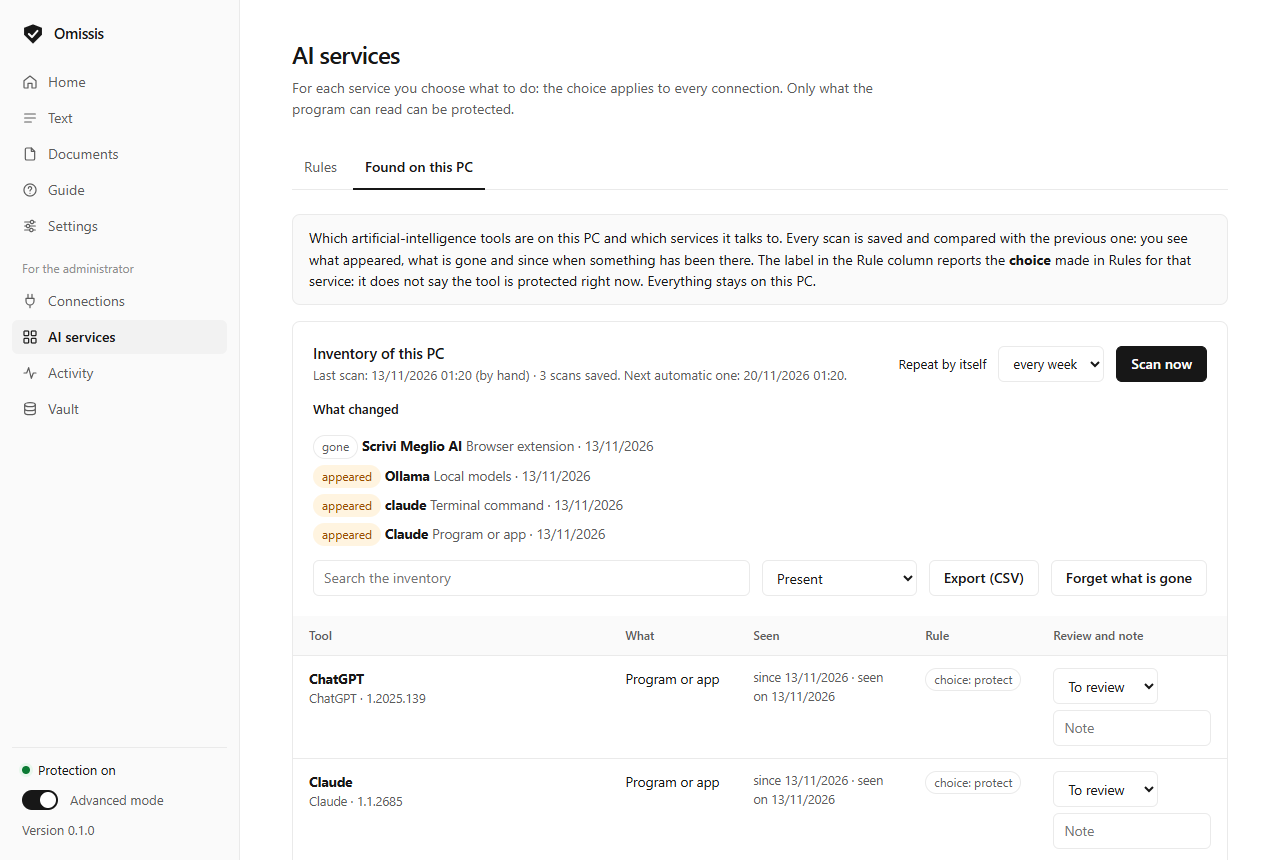 Omissis
Home
Text
Documents
Guide
Settings
For the administrator
Connections
AI services
Activity
Vault
Protection on
Advanced mode
Version 0.1.0
AI services
For each service you choose what to do: the choice applies to every connection. Only what the
program can read can be protected.
Rules
Found on this PC
Which artificial-intelligence tools are on this PC and which services it talks to. Every scan is saved and compared with the previous one: you see
what appeared, what is gone and since when something has been there. The label in the Rule column reports the choice made in Rules for that
service: it does not say the tool is protected right now. Everything stays on this PC.
Inventory of this PC
Last scan: 13/11/2026 01:20 (by hand) · 3 scans saved. Next automatic one: 20/11/2026 01:20.
Repeat by itself
every week
Scan now
What changed
gone Scrivi Meglio AI Browser extension · 13/11/2026
appeared Ollama Local models · 13/11/2026
appeared claude Terminal command · 13/11/2026
appeared Claude Program or app · 13/11/2026
Search the inventory
Present
Export (CSV)
Forget what is gone
Tool What Seen Rule Review and note
ChatGPT
ChatGPT · 1.2025.139
Program or app
since 13/11/2026 · seen
on 13/11/2026
choice: protect
To review
Note
Claude
Claude · 1.1.2685
Program or app
since 13/11/2026 · seen
on 13/11/2026
choice: protect
To review
Note